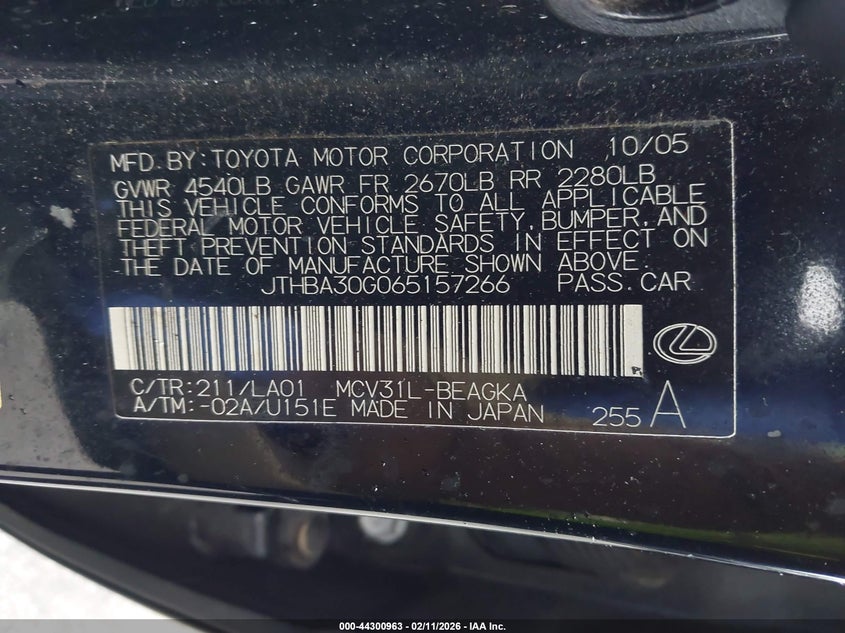 MFD.BY:TOYOTA MOTOR CORPORATION 10/05
GVWR 4540LB GAWR FR 2670LB RR 2280LB
THIS VEHICLE CONFORMS TO ALL APPLICABLE
FEDERAL MOTOR VEHICLE SAFETY,BUMPER,AND
THEFT PREVENTION STANDARDS IN EFFECT ON
THE DATE OF MANUFACTURE SHOWN ABOVE.
JTHBA30G065157266 PASS.CAR
C/TR:211/LA01 MCV31L-BEAGKA
A/TM:-02A/U151E MADE IN JAPAN 255 A
000-44300963 - 02/11/2026 - IAA Inc.